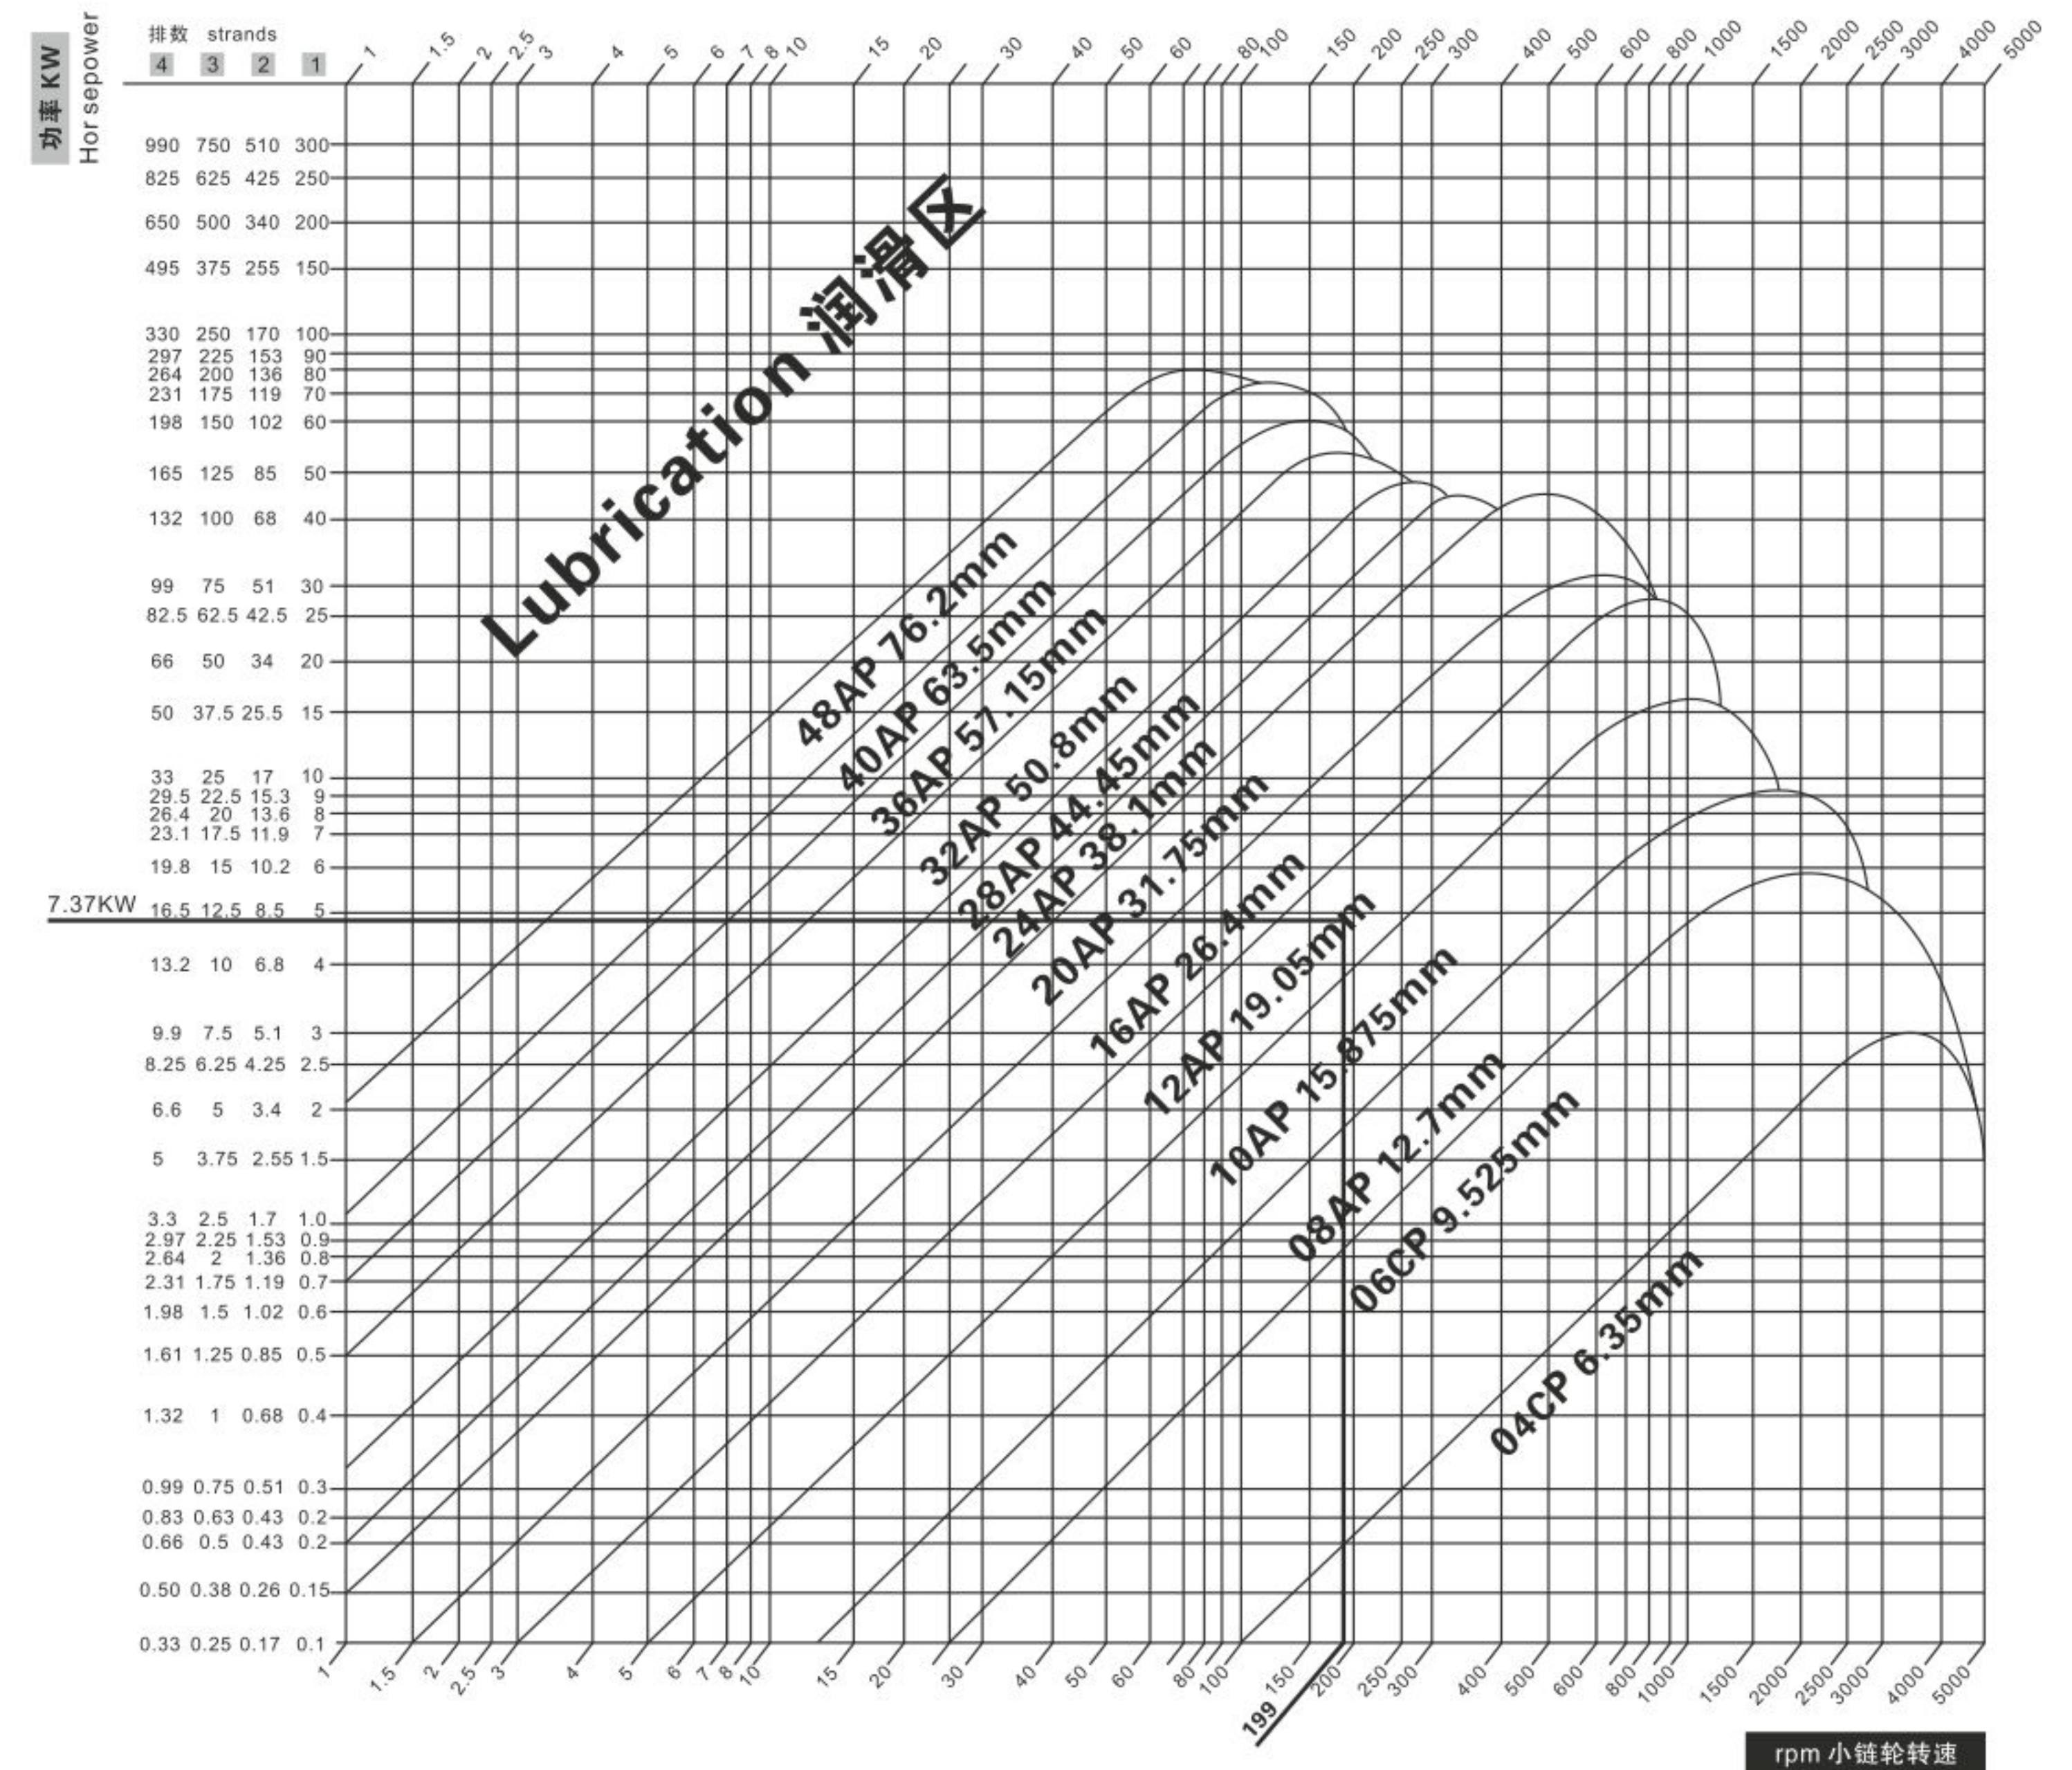 功率 KW
Horsepower
排数 strands
4 3 2 1
1 1.5 2 2.5 3 4 5 6 7 8 10 15 20 30 40 50 60 80 100 150 200 250 300 400 500 600 800 1000 1500 2000 2500 3000 4000 5000
990 750 510 300
825 625 425 250
650 500 340 200
495 375 255 150
330 250 170 100
297 225 153 90
264 200 136 80
231 175 119 70
198 150 102 60
165 125 85 50
132 100 68 40
99 75 51 30
82.5 62.5 42.5 25
66 50 34 20
50 37.5 25.5 15
33 25 17 10
29.5 22.5 15.3 9
26.4 20 13.6 8
23.1 17.5 11.9 7
19.8 15 10.2 6
7.37KW
16.5 12.5 8.5 5
13.2 10 6.8 4
9.9 7.5 5.1 3
8.25 6.25 4.25 2.5
6.6 5 3.4 2
5 3.75 2.55 1.5
3.3 2.5 1.7 1.0
2.97 2.25 1.53 0.9
2.64 2 1.36 0.8
2.31 1.75 1.19 0.7
1.98 1.5 1.02 0.6
1.61 1.25 0.85 0.5
1.32 1 0.68 0.4
0.99 0.75 0.51 0.3
0.83 0.63 0.43 0.2
0.66 0.5 0.43 0.2
0.50 0.38 0.26 0.15
0.33 0.25 0.17 0.1
Lubrication 润滑区
48AP 76.2mm
40AP 63.5mm
36AP 57.15mm
32AP 50.8mm
28AP 44.45mm
24AP 38.1mm
20AP 31.75mm
16AP 26.4mm
12AP 19.05mm
10AP 15.875mm
08AP 12.7mm
06CP 9.525mm
04CP 6.35mm
1 1.5 2 2.5 3 4 5 6 7 8 10 15 20 30 40 50 60 80 100 150 200 250 300 400 500 600 800 1000 1500 2000 2500 3000 4000 5000
199
rpm 小链轮转速